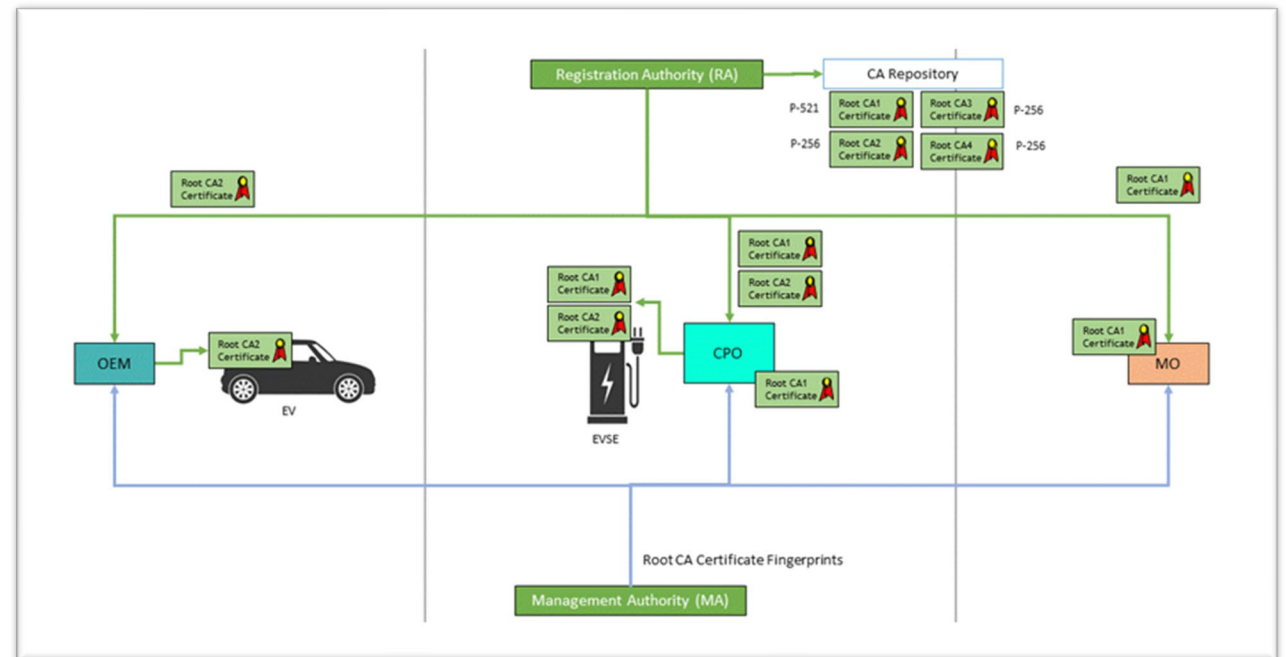 Registration Authority (RA)
CA Repository
P-521
Root CA1
Certificate
Root CA3
Certificate
P-256
P-256
Root CA2
Certificate
Root CA4
Certificate
P-256
Root CA2
Certificate
Root CA1
Certificate
Root CA1
Certificate
Root CA2
Certificate
Root CA1
Certificate
Root CA2
Certificate
OEM
Root CA2
Certificate
EV
EVSE
CPO
Root CA1
Certificate
Root CA1
Certificate
MO
Root CA Certificate Fingerprints
Management Authority (MA)